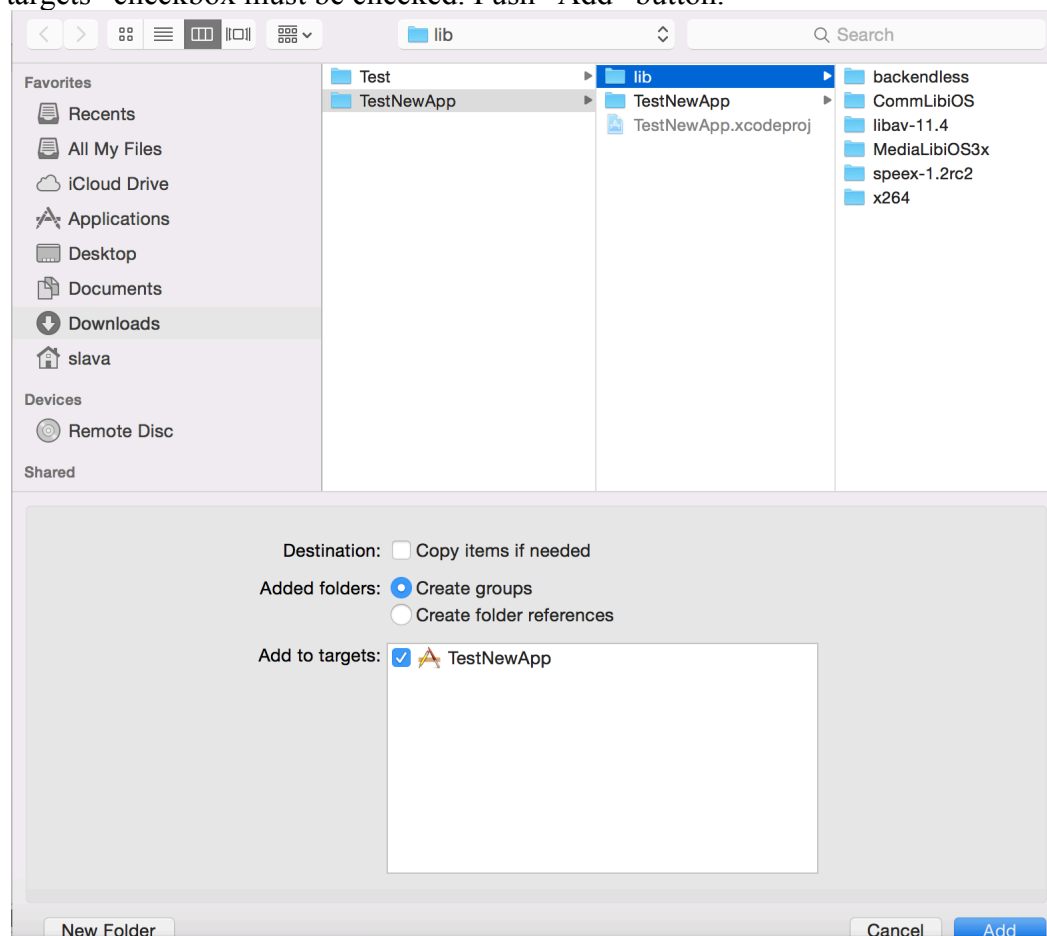 targets" checkbox must be checked. Push "Add" button.
lib
Search
Favorites
Recents
All My Files
iCloud Drive
Applications
Desktop
Documents
Downloads
slava
Devices
Remote Disc
Shared
Test
TestNewApp
lib
TestNewApp
TestNewApp.xcodeproj
backendless
CommLibiOS
libav-11.4
MediaLibiOS3x
speex-1.2rc2
x264
Destination: Copy items if needed
Added folders: Create groups
Create folder references
Add to targets: TestNewApp
New Folder
Cancel
Add